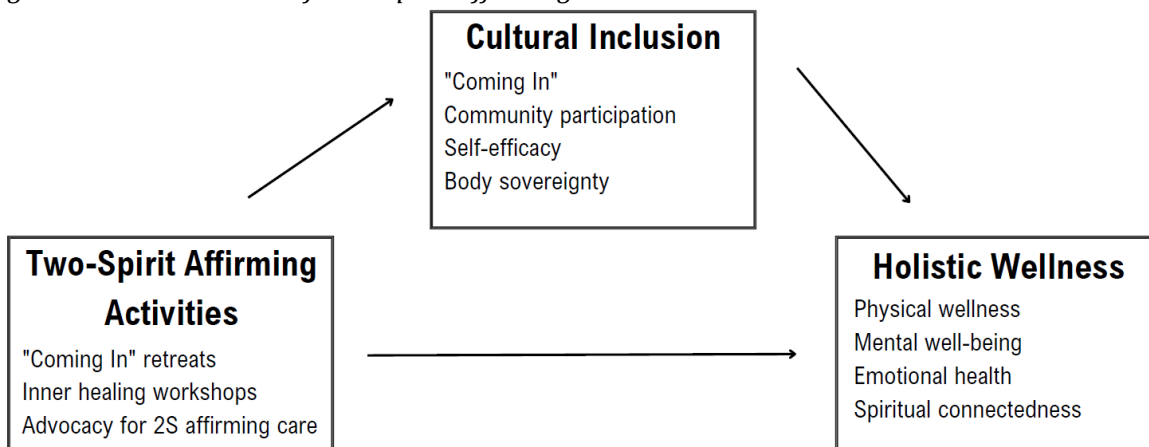 Cultural Inclusion
"Coming In"
Community participation
Self-efficacy
Body sovereignty
Two-Spirit Affirming
Activities
"Coming In" retreats
Inner healing workshops
Advocacy for 2S affirming care
Holistic Wellness
Physical wellness
Mental well-being
Emotional health
Spiritual connectedness